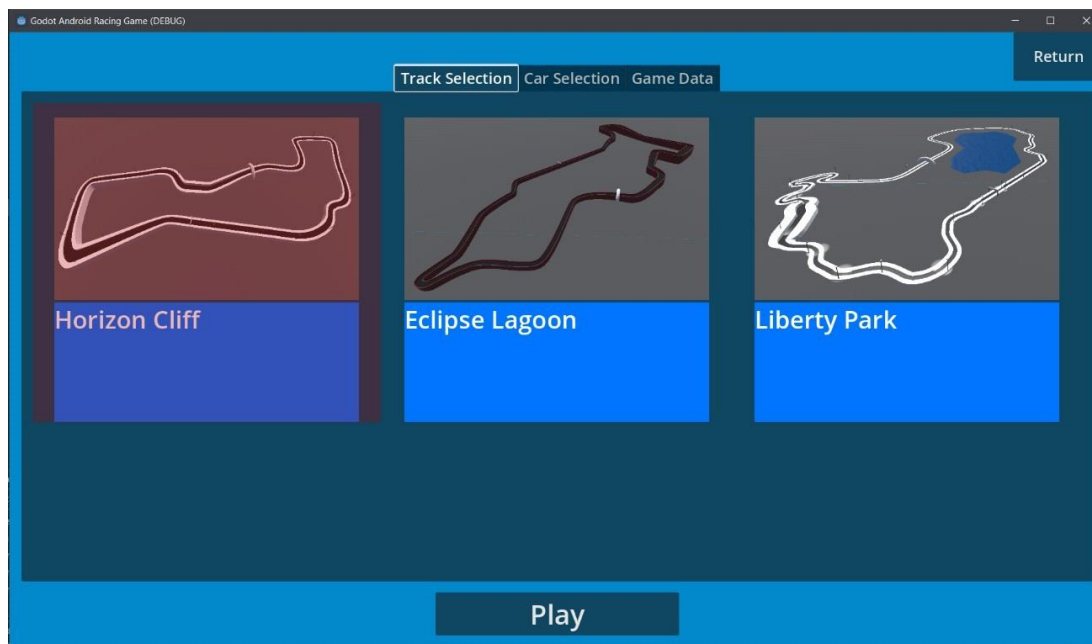 Godot Android Racing Game (DEBUG)
Return
Track Selection Car Selection Game Data
Horizon Cliff Eclipse Lagoon Liberty Park
Play